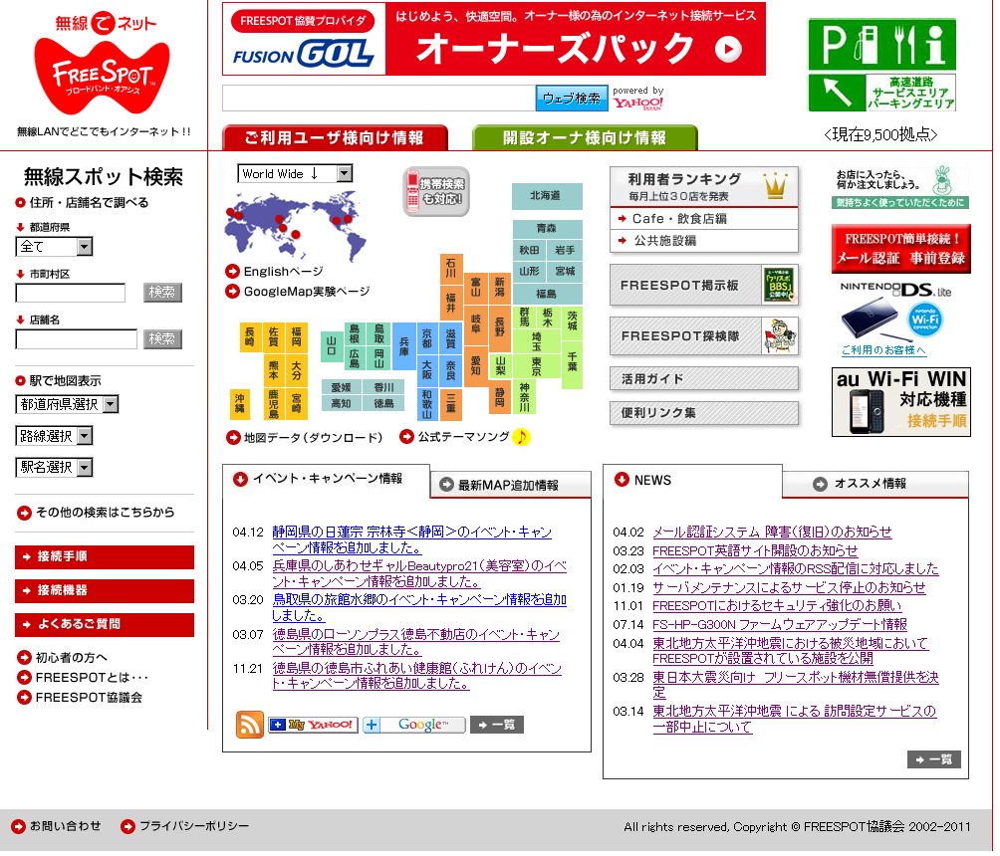 無線でネット
FREESPOT™
ブロードバンド・オアシス
無線LANでどこでもインターネット!!
FREESPOT 協賛プロバイダ
FUSION GOL
はじめよう、快適空間。オーナー様の為のインターネット接続サービス
オーナーズパック
ウェブ検索
powered by
YAHOO!
JAPAN
P
i
高速道路
サービスエリア
パーキングエリア
<現在9,500拠点>
ご利用ユーザ様向け情報
開設オーナ様向け情報
無線スポット検索
住所・店舗名で調べる
都道府県
全て
市町村区
検索
店舗名
検索
駅で地図表示
都道府県選択
路線選択
駅名選択
その他の検索はこちらから
接続手順
接続機器
よくあるご質問
初心者の方へ
FREESPOTとは・・・
FREESPOT協議会
World Wide ↓
Englishページ
GoogleMap実験ページ
携帯検索
も対応!
北海道
青森
秋田
岩手
山形
宮城
福島
石川
富山
新潟
福井
岐阜
長野
群馬
栃木
茨城
埼玉
東京
千葉
愛知
山梨
静岡
神奈川
長崎
佐賀
福岡
熊本
大分
沖縄
鹿児島
宮崎
山口
島根
鳥取
広島
岡山
兵庫
京都
滋賀
大阪
奈良
和歌山
三重
愛媛
香川
高知
徳島
地図データ(ダウンロード)
公式テーマソング
利用者ランキング
毎月上位30店を発表
Cafe・飲食店編
公共施設編
FREESPOT掲示板
フリスポ
BBS
公開中!
FREESPOT探検隊
活用ガイド
便利リンク集
お店に入ったら、
何か注文しましょう。
気持ちよく使っていただくために
FREESPOT簡単接続!
メール認証 事前登録
NINTENDO DS lite
Nintendo
Wi-Fi
connection
ご利用のお客様へ
au Wi-Fi WIN
対応機種
接続手順
イベント・キャンペーン情報
最新MAP追加情報
04.12 静岡県の日蓮宗 宗林寺<静岡>のイベント・キャン
ペーン情報を追加しました。
04.05 兵庫県のしあわせギャルBeautypro21(美容室)のイベ
ント・キャンペーン情報を追加しました。
03.20 鳥取県の旅館水郷のイベント・キャンペーン情報を追加
しました。
03.07 徳島県のローソンプラス徳島不動店のイベント・キャン
ペーン情報を追加しました。
11.21 徳島県の徳島市ふれあい健康館(ふれけん)のイベン
ト・キャンペーン情報を追加しました。
My YAHOO!
Google™
一覧
NEWS
オススメ情報
04.02 メール認証システム 障害(復旧)のお知らせ
03.23 FREESPOT英語サイト開設のお知らせ
02.03 イベント・キャンペーン情報のRSS配信に対応しました
01.19 サーバメンテナンスによるサービス停止のお知らせ
11.01 FREESPOTにおけるセキュリティ強化のお願い
07.14 FS-HP-G300N ファームウェアアップデート情報
04.04 東北地方太平洋沖地震における被災地域において
FREESPOTが設置されている施設を公開
03.28 東日本大震災向け フリースポット機材無償提供を決
定
03.14 東北地方太平洋沖地震 による 訪問設定サービスの
一部中止について
一覧
お問い合わせ
プライバシーポリシー
All rights reserved, Copyright © FREESPOT協議会 2002-2011